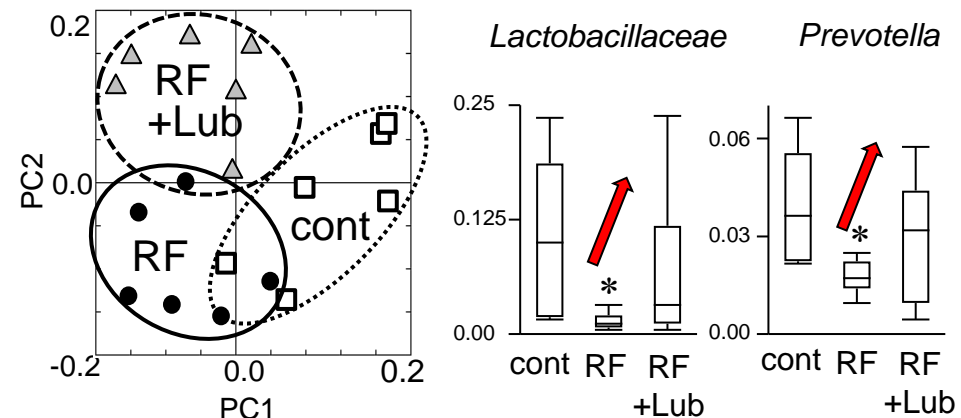 0.2
RF
+Lub
PC2
0.0
cont
RF
-0.2
0.0
0.2
PC1
Lactobacillaceae
0.25
0.125
*
0.00
cont RF RF
+Lub
Prevotella
0.06
0.03
*
0.00
cont RF RF
+Lub